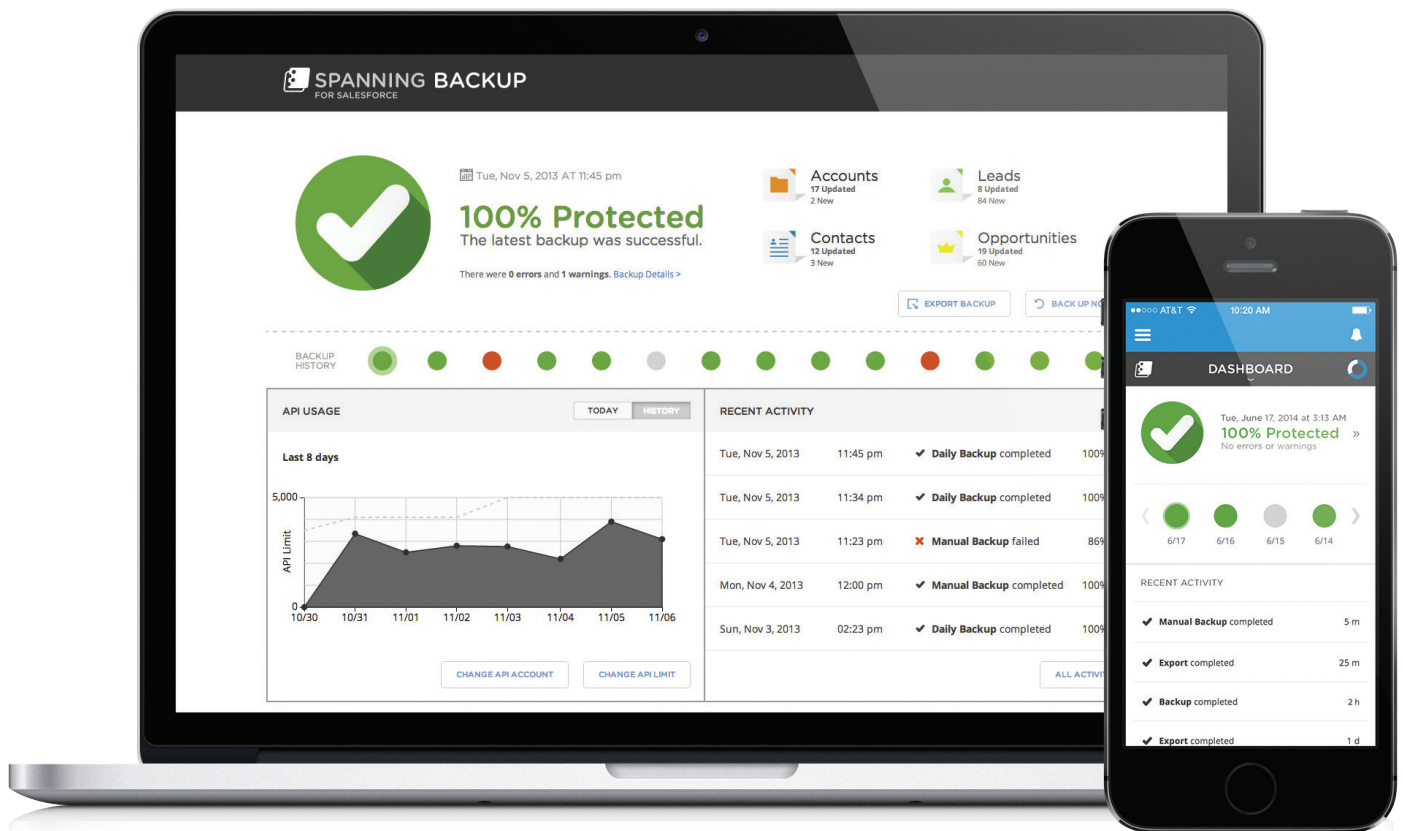 SPANNING BACKUP
FOR SALESFORCE
Tue, Nov 5, 2013 AT 11:45 pm
100% Protected
The latest backup was successful.
There were 0 errors and 1 warnings. Backup Details >
Accounts
17 Updated
2 New
Leads
8 Updated
84 New
Contacts
12 Updated
3 New
Opportunities
19 Updated
60 New
EXPORT BACKUP
BACK UP NO
BACKUP
HISTORY
API USAGE
TODAY
HISTORY
Last 8 days
5,000
API Limit
0
10/30 10/31 11/01 11/02 11/03 11/04 11/05 11/06
CHANGE API ACCOUNT
CHANGE API LIMIT
RECENT ACTIVITY
Tue, Nov 5, 2013 11:45 pm ✔ Daily Backup completed 100%
Tue, Nov 5, 2013 11:34 pm ✔ Daily Backup completed 100%
Tue, Nov 5, 2013 11:23 pm ✖ Manual Backup failed 86%
Mon, Nov 4, 2013 12:00 pm ✔ Manual Backup completed 100%
Sun, Nov 3, 2013 02:23 pm ✔ Daily Backup completed 100%
ALL ACTIVIT
AT&T 10:20 AM
DASHBOARD
Tue, June 17, 2014 at 3:13 AM
100% Protected »
No errors or warnings
6/17 6/16 6/15 6/14
RECENT ACTIVITY
✔ Manual Backup completed 5 m
✔ Export completed 25 m
✔ Backup completed 2 h
✔ Export completed 1 d